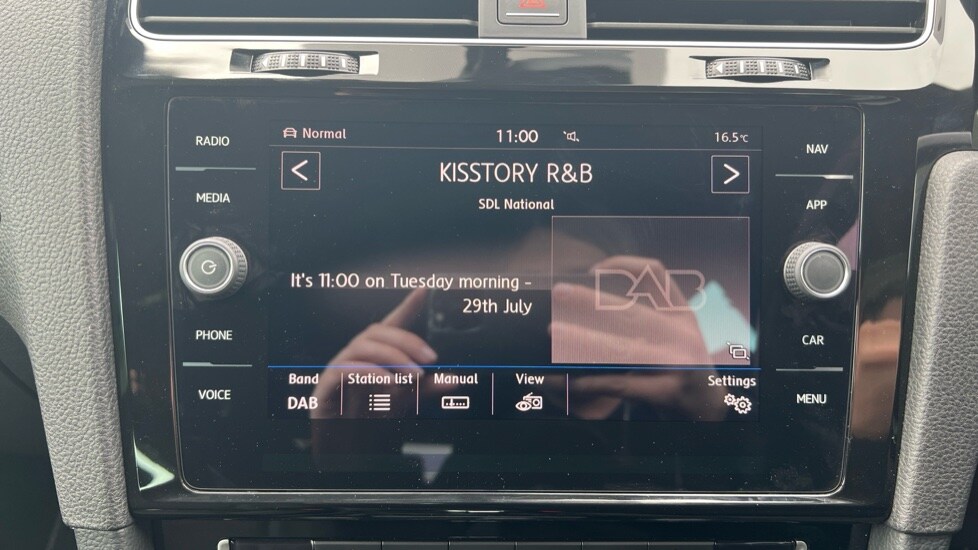 RADIO
MEDIA
PHONE
VOICE
Normal
11:00
16.5°C
KISSTORY R&B
SDL National
It's 11:00 on Tuesday morning -
29th July
DAB
Band
DAB
Station list
Manual
View
Settings
NAV
APP
CAR
MENU